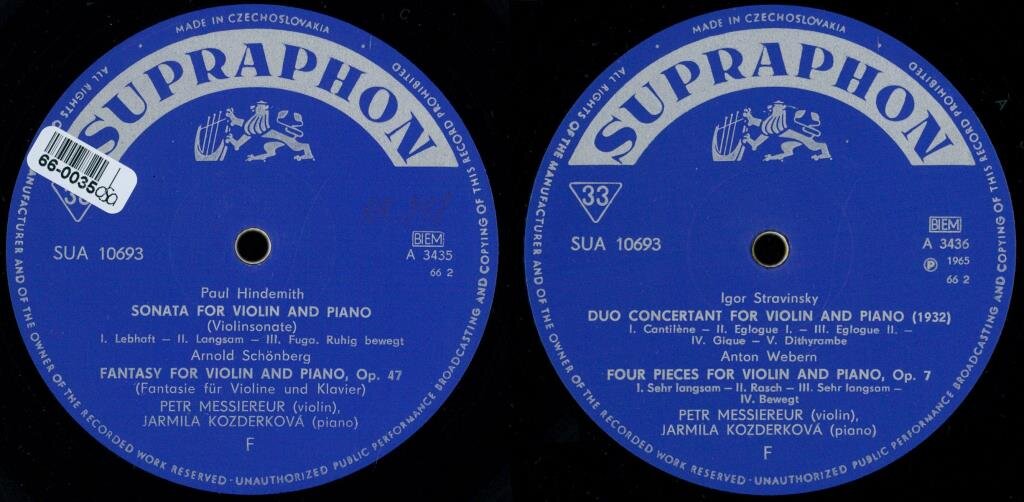 MADE IN CZECHOSLOVAKIA
SUPRAPHON
ALL RIGHTS OF
MANUFACTURER AND OF THE OWNER OF THE RECORDED WORK RESERVED · UNAUTHORIZED PUBLIC PERFORMANCE BROADCASTING AND COPYING OF THIS RECORD PROHIBITED
66-0035
SUA 10693
BIEM
A 3435
66 2
Paul Hindemith
SONATA FOR VIOLIN AND PIANO
(Violinsonate)
I. Lebhaft – II. Langsam – III. Fuga. Ruhig bewegt
Arnold Schönberg
FANTASY FOR VIOLIN AND PIANO, Op. 47
(Fantasie für Violine und Klavier)
PETR MESSIEREUR (violin),
JARMILA KOZDERKOVÁ (piano)
F
MADE IN CZECHOSLOVAKIA
SUPRAPHON
ALL RIGHTS OF THE MANUFACTURER AND OF THE OWNER OF THE RECORDED WORK RESERVED · UNAUTHORIZED PUBLIC PERFORMANCE BROADCASTING AND COPYING OF THIS RECORD PROHIBITED
33
SUA 10693
BIEM
A 3436
℗ 1965
66 2
Igor Stravinsky
DUO CONCERTANT FOR VIOLIN AND PIANO (1932)
I. Cantilène – II. Eglogue I. – III. Eglogue II. –
IV. Gique – V. Dithyrambe
Anton Webern
FOUR PIECES FOR VIOLIN AND PIANO, Op. 7
I. Sehr langsam – II. Rasch – III. Sehr langsam –
IV. Bewegt
PETR MESSIEREUR (violin),
JARMILA KOZDERKOVÁ (piano)
F